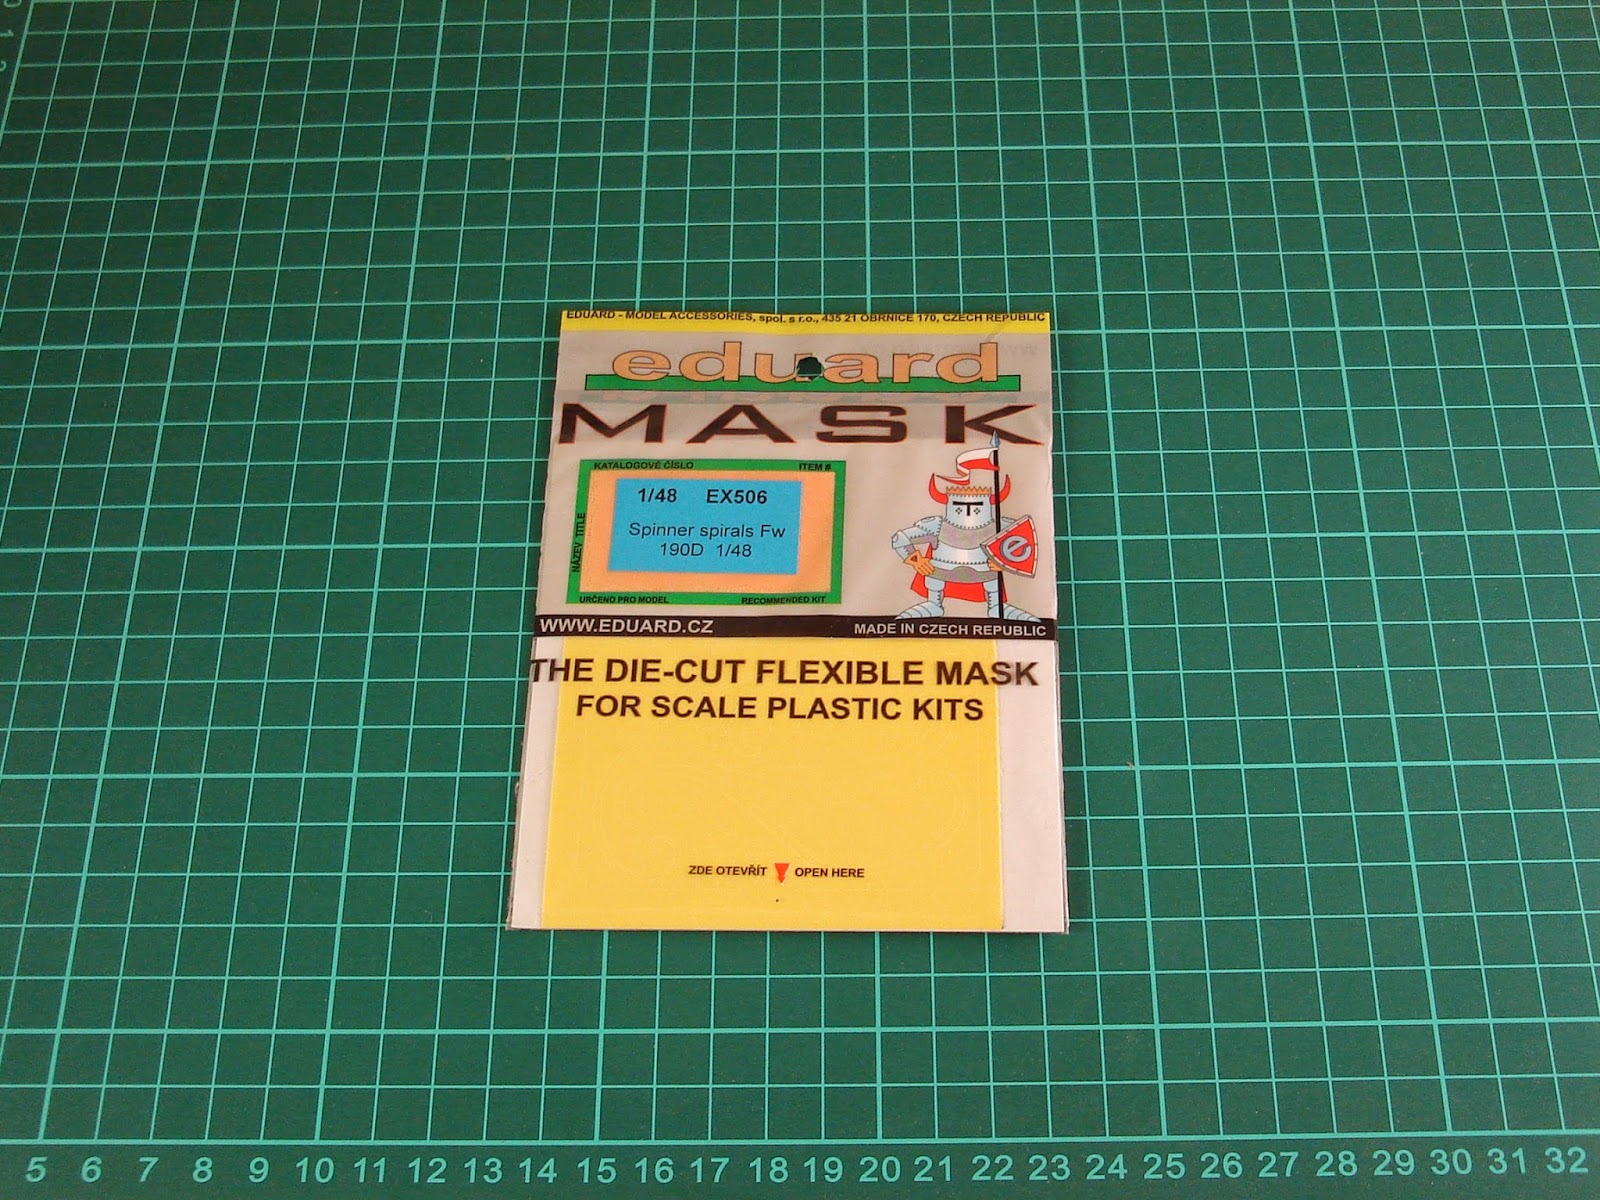 EDUARD - MODEL ACCESSORIES, spol. s r.o., 435 21 OBRNICE 170, CZECH REPUBLIC
eduard
MASK
KATALOGOVÉ ČÍSLO ITEM #
1/48 EX506
NÁZEV TITLE
Spinner spirals Fw
190D 1/48
URČENO PRO MODEL RECOMMENDED KIT
e
WWW.EDUARD.CZ MADE IN CZECH REPUBLIC
THE DIE-CUT FLEXIBLE MASK
FOR SCALE PLASTIC KITS
ZDE OTEVŘÍT OPEN HERE
5 6 7 8 9 10 11 12 13 14 15 16 17 18 19 20 21 22 23 24 25 26 27 28 29 30 31 32